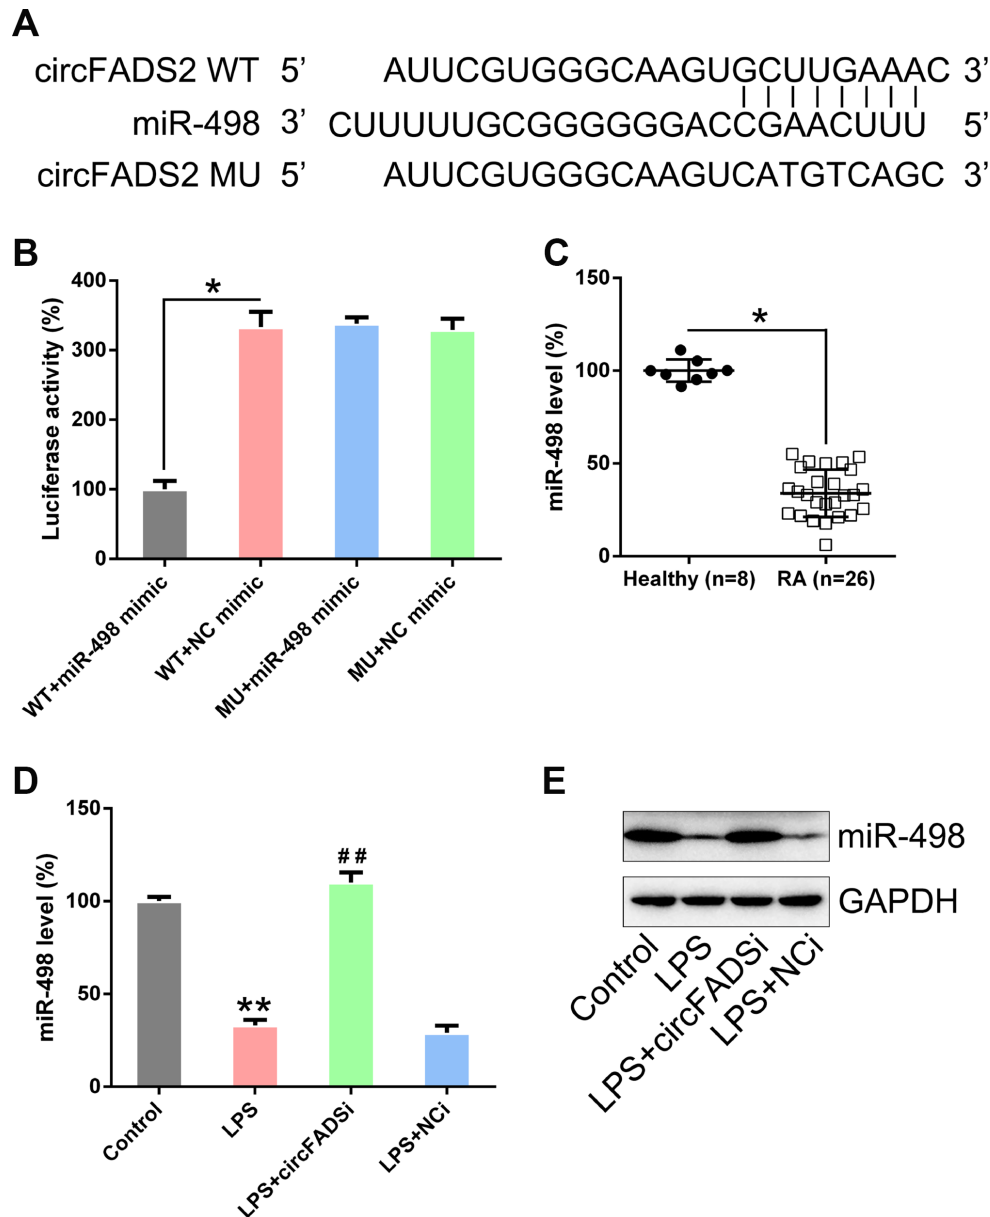 A
circFADS2 WT 5’ AUUCGUGGGCAAGUGCUUGAAAC 3’
miR-498 3’ CUUUUUGCGGGGGGACCGAACUUU 5’
circFADS2 MU 5’ AUUCGUGGGCAAGUCATGTCAGC 3’
B
Luciferase activity (%)
400
300
200
100
0
*
WT+miR-498 mimic
WT+NC mimic
MU+miR-498 mimic
MU+NC mimic
C
miR-498 level (%)
150
100
50
0
*
Healthy (n=8) RA (n=26)
D
miR-498 level (%)
150
100
50
0
**
##
Control
LPS
LPS+circFADSi
LPS+NCi
E
miR-498
GAPDH
Control
LPS
LPS+circFADSi
LPS+NCi